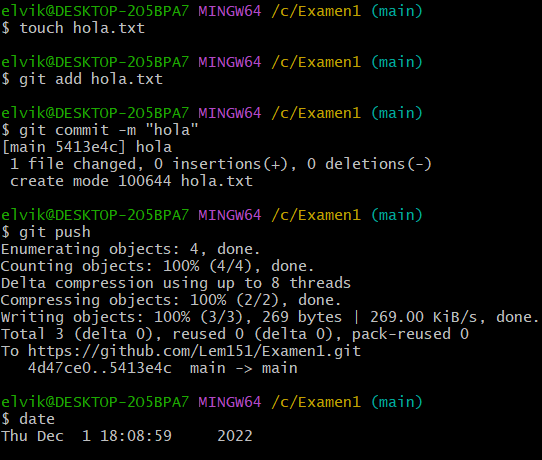 elvik@DESKTOP-2O5BPA7 MINGW64 /c/Examen1 (main)
$ touch hola.txt
elvik@DESKTOP-2O5BPA7 MINGW64 /c/Examen1 (main)
$ git add hola.txt
elvik@DESKTOP-2O5BPA7 MINGW64 /c/Examen1 (main)
$ git commit -m "hola"
[main 5413e4c] hola
 1 file changed, 0 insertions(+), 0 deletions(-)
 create mode 100644 hola.txt
elvik@DESKTOP-2O5BPA7 MINGW64 /c/Examen1 (main)
$ git push
Enumerating objects: 4, done.
Counting objects: 100% (4/4), done.
Delta compression using up to 8 threads
Compressing objects: 100% (2/2), done.
Writing objects: 100% (3/3), 269 bytes | 269.00 KiB/s, done.
Total 3 (delta 0), reused 0 (delta 0), pack-reused 0
To https://github.com/Lem151/Examen1.git
   4d47ce0..5413e4c  main -> main
elvik@DESKTOP-2O5BPA7 MINGW64 /c/Examen1 (main)
$ date
Thu Dec  1 18:08:59     2022